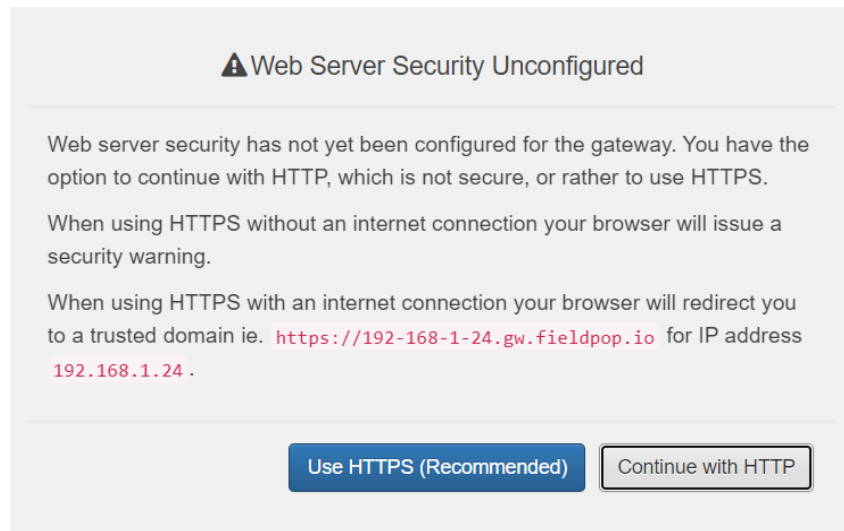 Web Server Security Unconfigured
Web server security has not yet been configured for the gateway. You have the
option to continue with HTTP, which is not secure, or rather to use HTTPS.
When using HTTPS without an internet connection your browser will issue a
security warning.
When using HTTPS with an internet connection your browser will redirect you
to a trusted domain ie. https://192-168-1-24.gw.fieldpop.io for IP address
192.168.1.24.
Use HTTPS (Recommended) Continue with HTTP